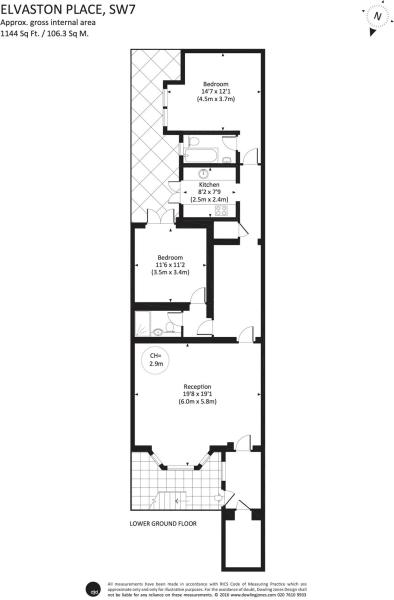 ELVASTON PLACE, SW7
Approx. gross internal area
1144 Sq Ft. / 106.3 Sq M.
N
Bedroom
14'7 x 12'1
(4.5m x 3.7m)
Kitchen
8'2 x 7'9
(2.5m x 2.4m)
Bedroom
11'6 x 11'2
(3.5m x 3.4m)
CH=
2.9m
Reception
19'8 x 19'1
(6.0m x 5.8m)
LOWER GROUND FLOOR
All measurements have been made in accordance with RICS Code of Measuring Practice which are
approximate only and only for illustrative purposes. For the avoidance of doubt, Dowling Jones Design shall
not be liable for any reliance on these measurements. © 2016 www.dowlingjones.com 020 7610 9933